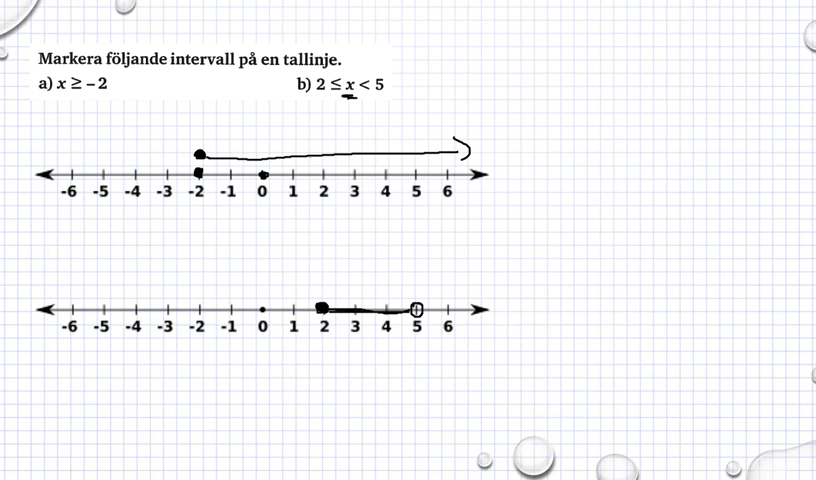 Markera följande intervall på en tallinje.
a) x ≥ −2 b) 2 ≤ x < 5
-6 -5 -4 -3 -2 -1 0 1 2 3 4 5 6
-6 -5 -4 -3 -2 -1 0 1 2 3 4 5 6